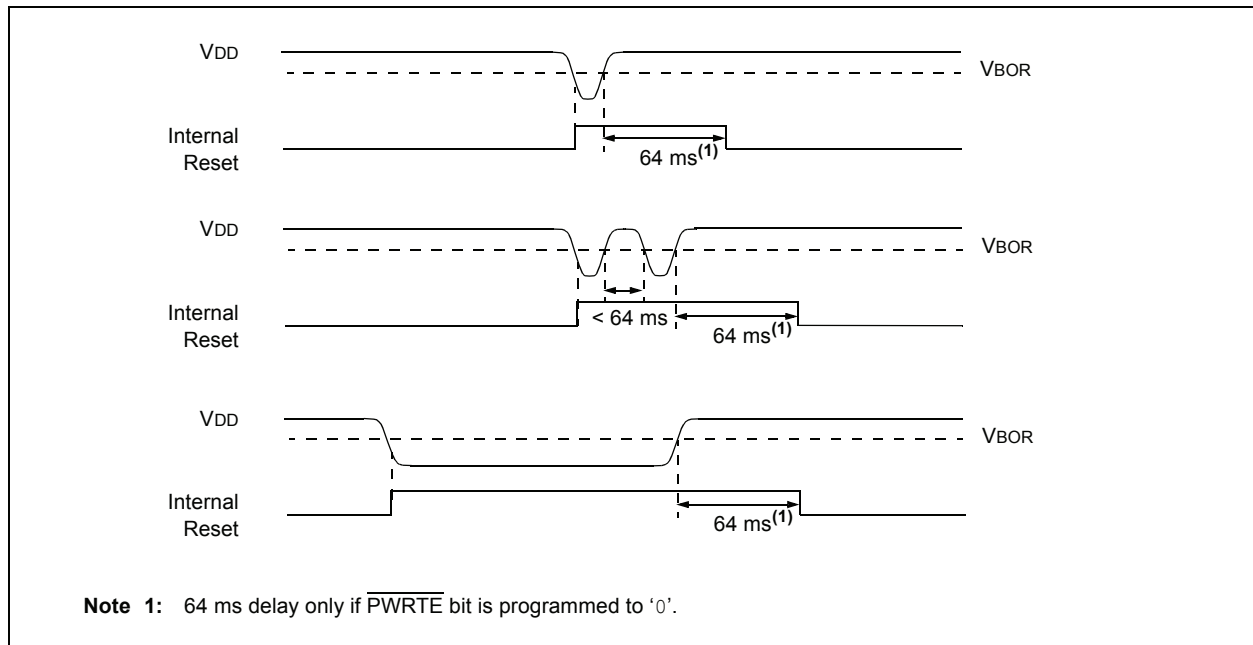 VDD
VBOR
Internal
Reset
64 ms(1)
VDD
VBOR
Internal
Reset
< 64 ms
64 ms(1)
VDD
VBOR
Internal
Reset
64 ms(1)
Note 1: 64 ms delay only if PWRTE bit is programmed to ‘0’.